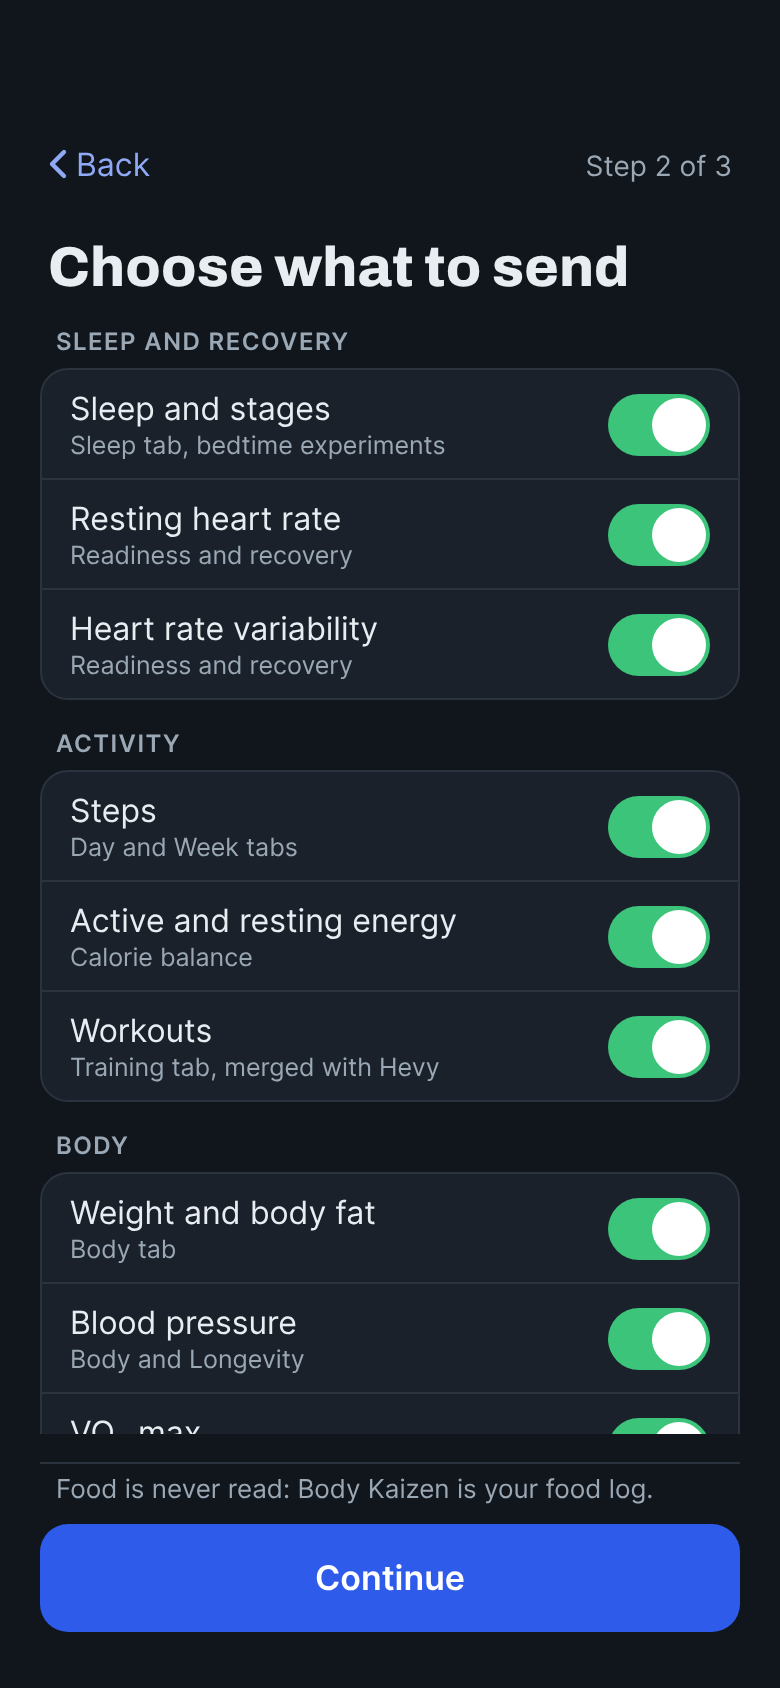 Back
Step 2 of 3
Choose what to send
SLEEP AND RECOVERY
Sleep and stages
Sleep tab, bedtime experiments
Resting heart rate
Readiness and recovery
Heart rate variability
Readiness and recovery
ACTIVITY
Steps
Day and Week tabs
Active and resting energy
Calorie balance
Workouts
Training tab, merged with Hevy
BODY
Weight and body fat
Body tab
Blood pressure
Body and Longevity
VO max
Food is never read: Body Kaizen is your food log.
Continue